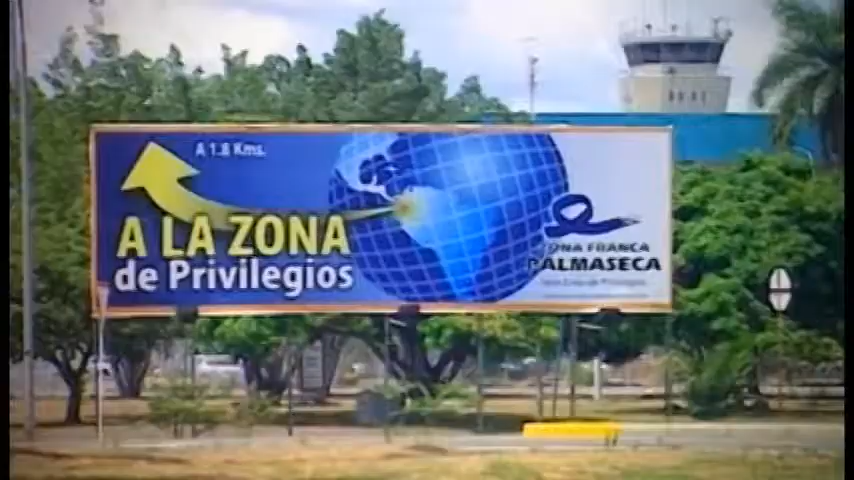 A 1.8 Kms.
A LA ZONA
de Privilegios
ZONA FRANCA
PALMASECA